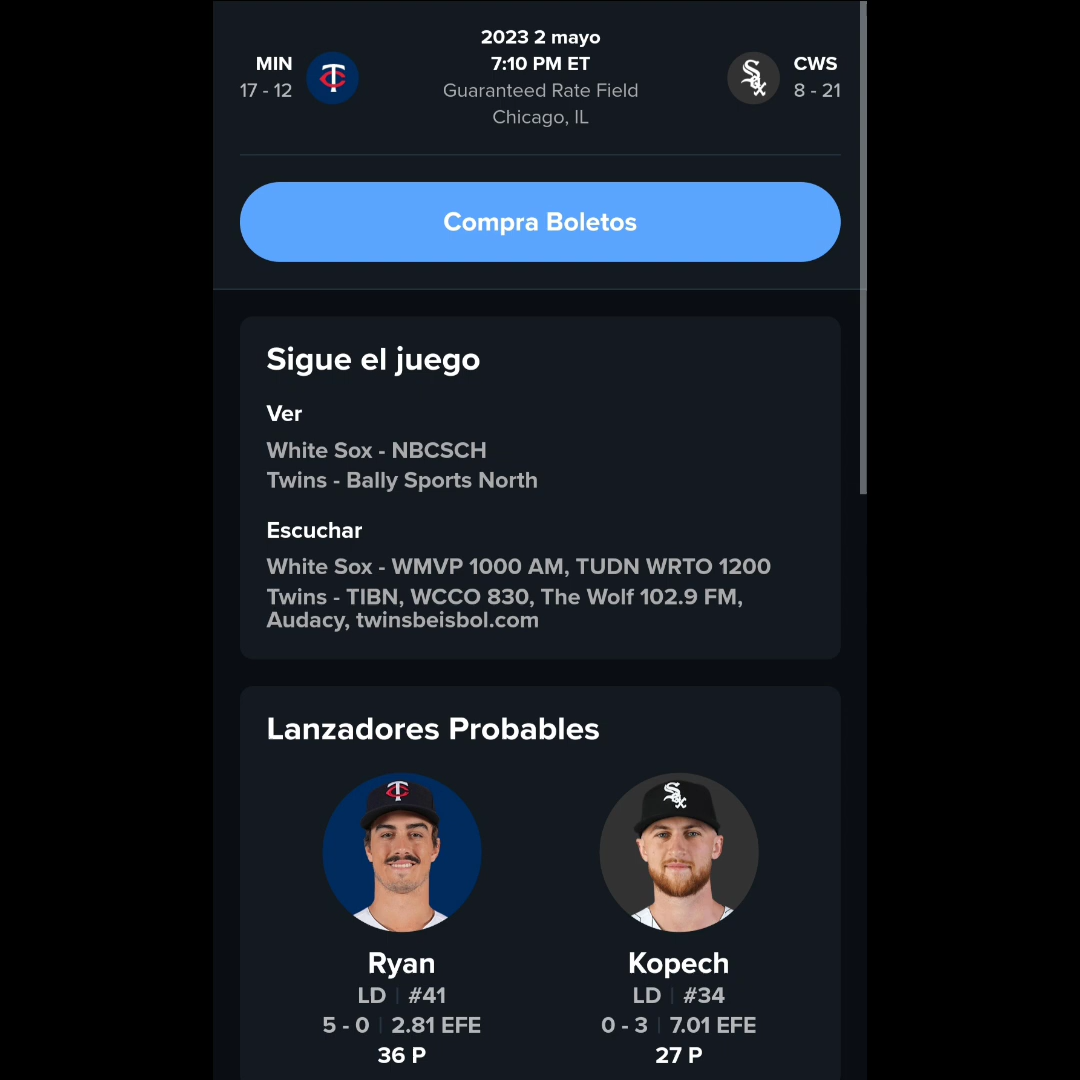 2023 2 mayo
MIN
7:10 PM ET
CWS
17 - 12
Guaranteed Rate Field
8 - 21
Chicago, IL
Compra Boletos
Sigue el juego
Ver
White Sox - NBCSCH
Twins - Bally Sports North
Escuchar
White Sox - WMVP 1000 AM, TUDN WRTO 1200
Twins - TIBN, WCCO 830, The Wolf 102.9 FM,
Audacy, twinsbeisbol.com
Lanzadores Probables
Ryan
Kopech
LD | #41
LD | #34
5 - 0 | 2.81 EFE
0 - 3 | 7.01 EFE
36 P
27 P